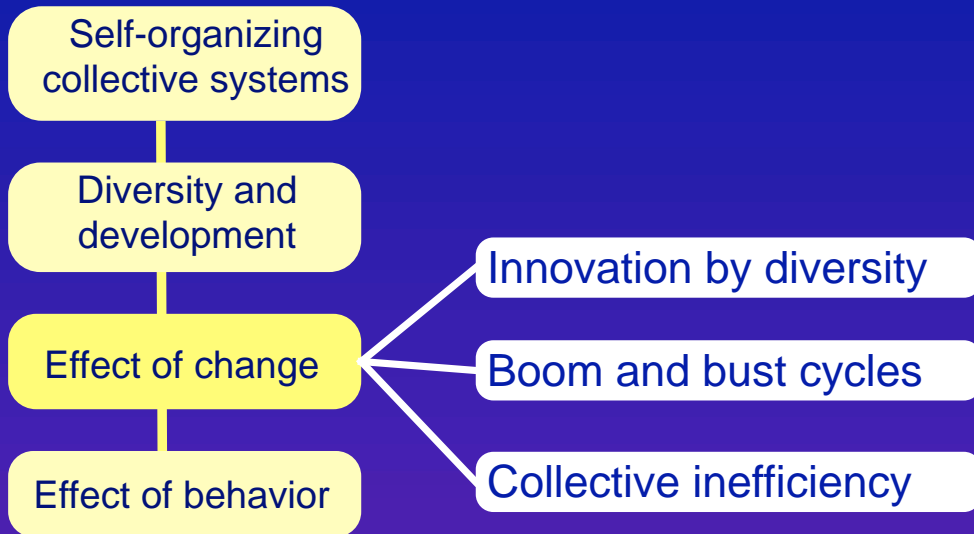 Self-organizing
collective systems
Diversity and
development
Effect of change
Effect of behavior
Innovation by diversity
Boom and bust cycles
Collective inefficiency